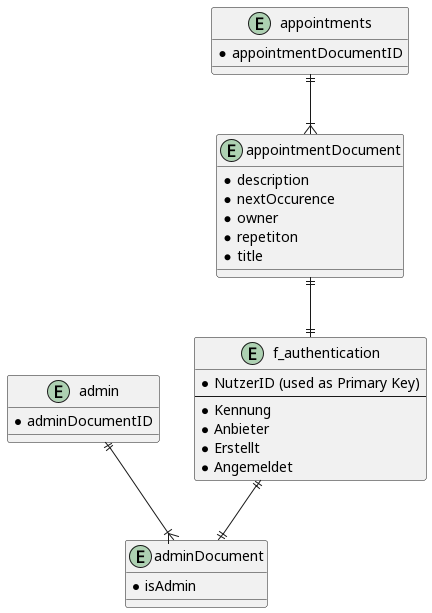 E appointments
* appointmentDocumentID
E appointmentDocument
* description
* nextOccurence
* owner
* repetiton
* title
E f_authentication
* NutzerID (used as Primary Key)
* Kennung
* Anbieter
* Erstellt
* Angemeldet
E admin
* adminDocumentID
E adminDocument
* isAdmin